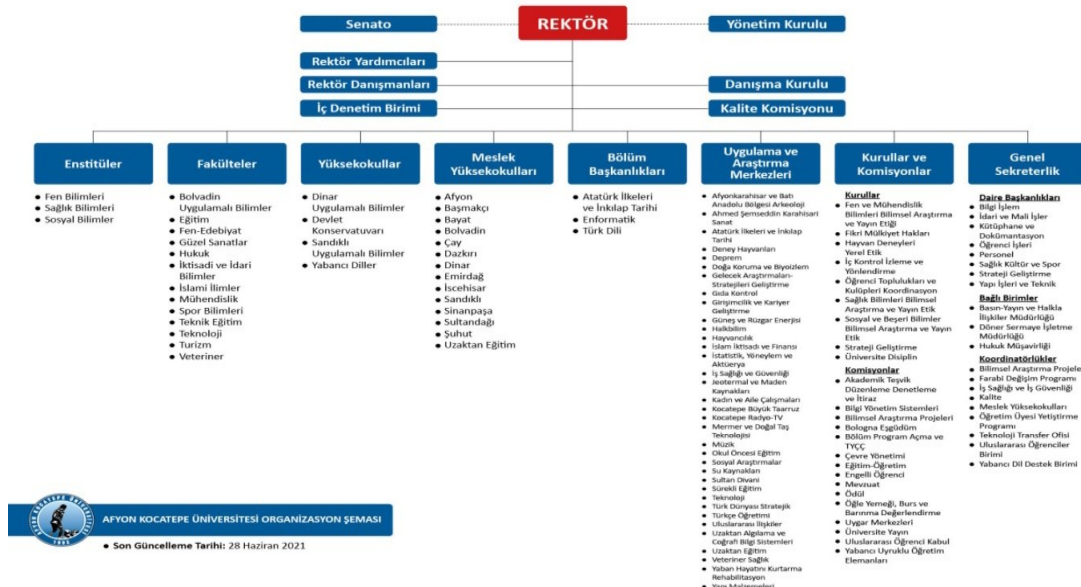 Senato
REKTÖR
Yönetim Kurulu
Rektör Yardımcıları
Rektör Danışmanları
Danışma Kurulu
İç Denetim Birimi
Kalite Komisyonu
Enstitüler
• Fen Bilimleri
• Sağlık Bilimleri
• Sosyal Bilimler
Fakülteler
• Bolvadin
Uygulamalı Bilimler
• Eğitim
• Fen-Edebiyat
• Güzel Sanatlar
• Hukuk
• İktisadi ve İdari
Bilimler
• İslami İlimler
• Mühendislik
• Spor Bilimleri
• Teknik Eğitim
• Teknoloji
• Turizm
• Veteriner
Yüksekokullar
• Dinar
Uygulamalı Bilimler
• Devlet
Konservatuvarı
• Sandıklı
Uygulamalı Bilimler
• Yabancı Diller
Meslek
Yüksekokulları
• Afyon
• Başmakçı
• Bayat
• Bolvadin
• Çay
• Dazkırı
• Dinar
• Emirdağ
• İscehisar
• Sandıklı
• Sinanpaşa
• Sultandağı
• Şuhut
• Uzaktan Eğitim
Bölüm
Başkanlıkları
• Atatürk İlkeleri
ve İnkılap Tarihi
• Enformatik
• Türk Dili
Uygulama ve
Araştırma
Merkezleri
• Afyonkarahisar ve Batı
Anadolu Bölgesi Arkeoloji
• Ahmed Şemseddin Karahisari
Sanat
• Atatürk İlkeleri ve İnkılap
Tarihi
• Deney Hayvanları
• Deprem
• Doğa Koruma ve Biyoizlem
• Gelecek Araştırmaları-
Stratejileri Geliştirme
• Gıda Kontrol
• Girişimcilik ve Kariyer
Geliştirme
• Güneş ve Rüzgar Enerjisi
• Halkbilim
• Hayvancılık
• İslam İktisadı ve Finansı
• İstatistik, Yöneylem ve
Aktüerya
• İş Sağlığı ve Güvenliği
• Jeotermal ve Maden
Kaynakları
• Kadın ve Aile Çalışmaları
• Kocatepe Büyük Taarruz
• Kocatepe Radyo-TV
• Mermer ve Doğal Taş
Teknolojisi
• Müzik
• Okul Öncesi Eğitim
• Sosyal Araştırmalar
• Su Kaynakları
• Sultan Divani
• Sürekli Eğitim
• Teknoloji
• Türk Dünyası Stratejik
• Türkçe Öğretimi
• Uluslararası İlişkiler
• Uzaktan Algılama ve
Coğrafi Bilgi Sistemleri
• Uzaktan Eğitim
• Veteriner Sağlık
• Yaban Hayatını Kurtarma
Rehabilitasyon
Kurullar ve
Komisyonlar
Kurullar
• Fen ve Mühendislik
Bilimleri Bilimsel Araştırma
ve Yayın Etiği
• Fikri Mülkiyet Hakları
• Hayvan Deneyleri
Yerel Etik
• İç Kontrol İzleme ve
Yönlendirme
• Öğrenci Toplulukları ve
Kulüpleri Koordinasyon
• Sağlık Bilimleri Bilimsel
Araştırma ve Yayın Etik
• Sosyal ve Beşeri Bilimler
Bilimsel Araştırma ve Yayın
Etik
• Strateji Geliştirme
• Üniversite Disiplin
Komisyonlar
• Akademik Teşvik
Düzenleme Denetleme
ve İtiraz
• Bilgi Yönetim Sistemleri
• Bilimsel Araştırma Projeleri
• Bologna Eşgüdüm
• Bölüm Program Açma ve
TYÇÇ
• Çevre Yönetimi
• Eğitim-Öğretim
• Engelli Öğrenci
• Mevzuat
• Ödül
• Öğle Yemeği, Burs ve
Barınma Değerlendirme
• Uygar Merkezleri
• Üniversite Yayın
• Uluslararası Öğrenci Kabul
• Yabancı Uyruklu Öğretim
Elemanları
Genel
Sekreterlik
Daire Başkanlıkları
• Bilgi İşlem
• İdari ve Mali İşler
• Kütüphane ve
Dokümantasyon
• Öğrenci İşleri
• Personel
• Sağlık Kültür ve Spor
• Strateji Geliştirme
• Yapı İşleri ve Teknik
Bağlı Birimler
• Basın-Yayın ve Halkla
İlişkiler Müdürlüğü
• Döner Sermaye İşletme
Müdürlüğü
• Hukuk Müşavirliği
Koordinatörlükler
• Bilimsel Araştırma Projele
• Farabi Değişim Programı
• İş Sağlığı ve İş Güvenliği
• Kalite
• Meslek Yüksekokulları
• Öğretim Üyesi Yetiştirme
Programı
• Teknoloji Transfer Ofisi
• Uluslararası Öğrenciler
Birimi
• Yabancı Dil Destek Birimi
AFYON KOCATEPE ÜNİVERSİTESİ ORGANİZASYON ŞEMASI
• Son Güncelleme Tarihi: 28 Haziran 2021